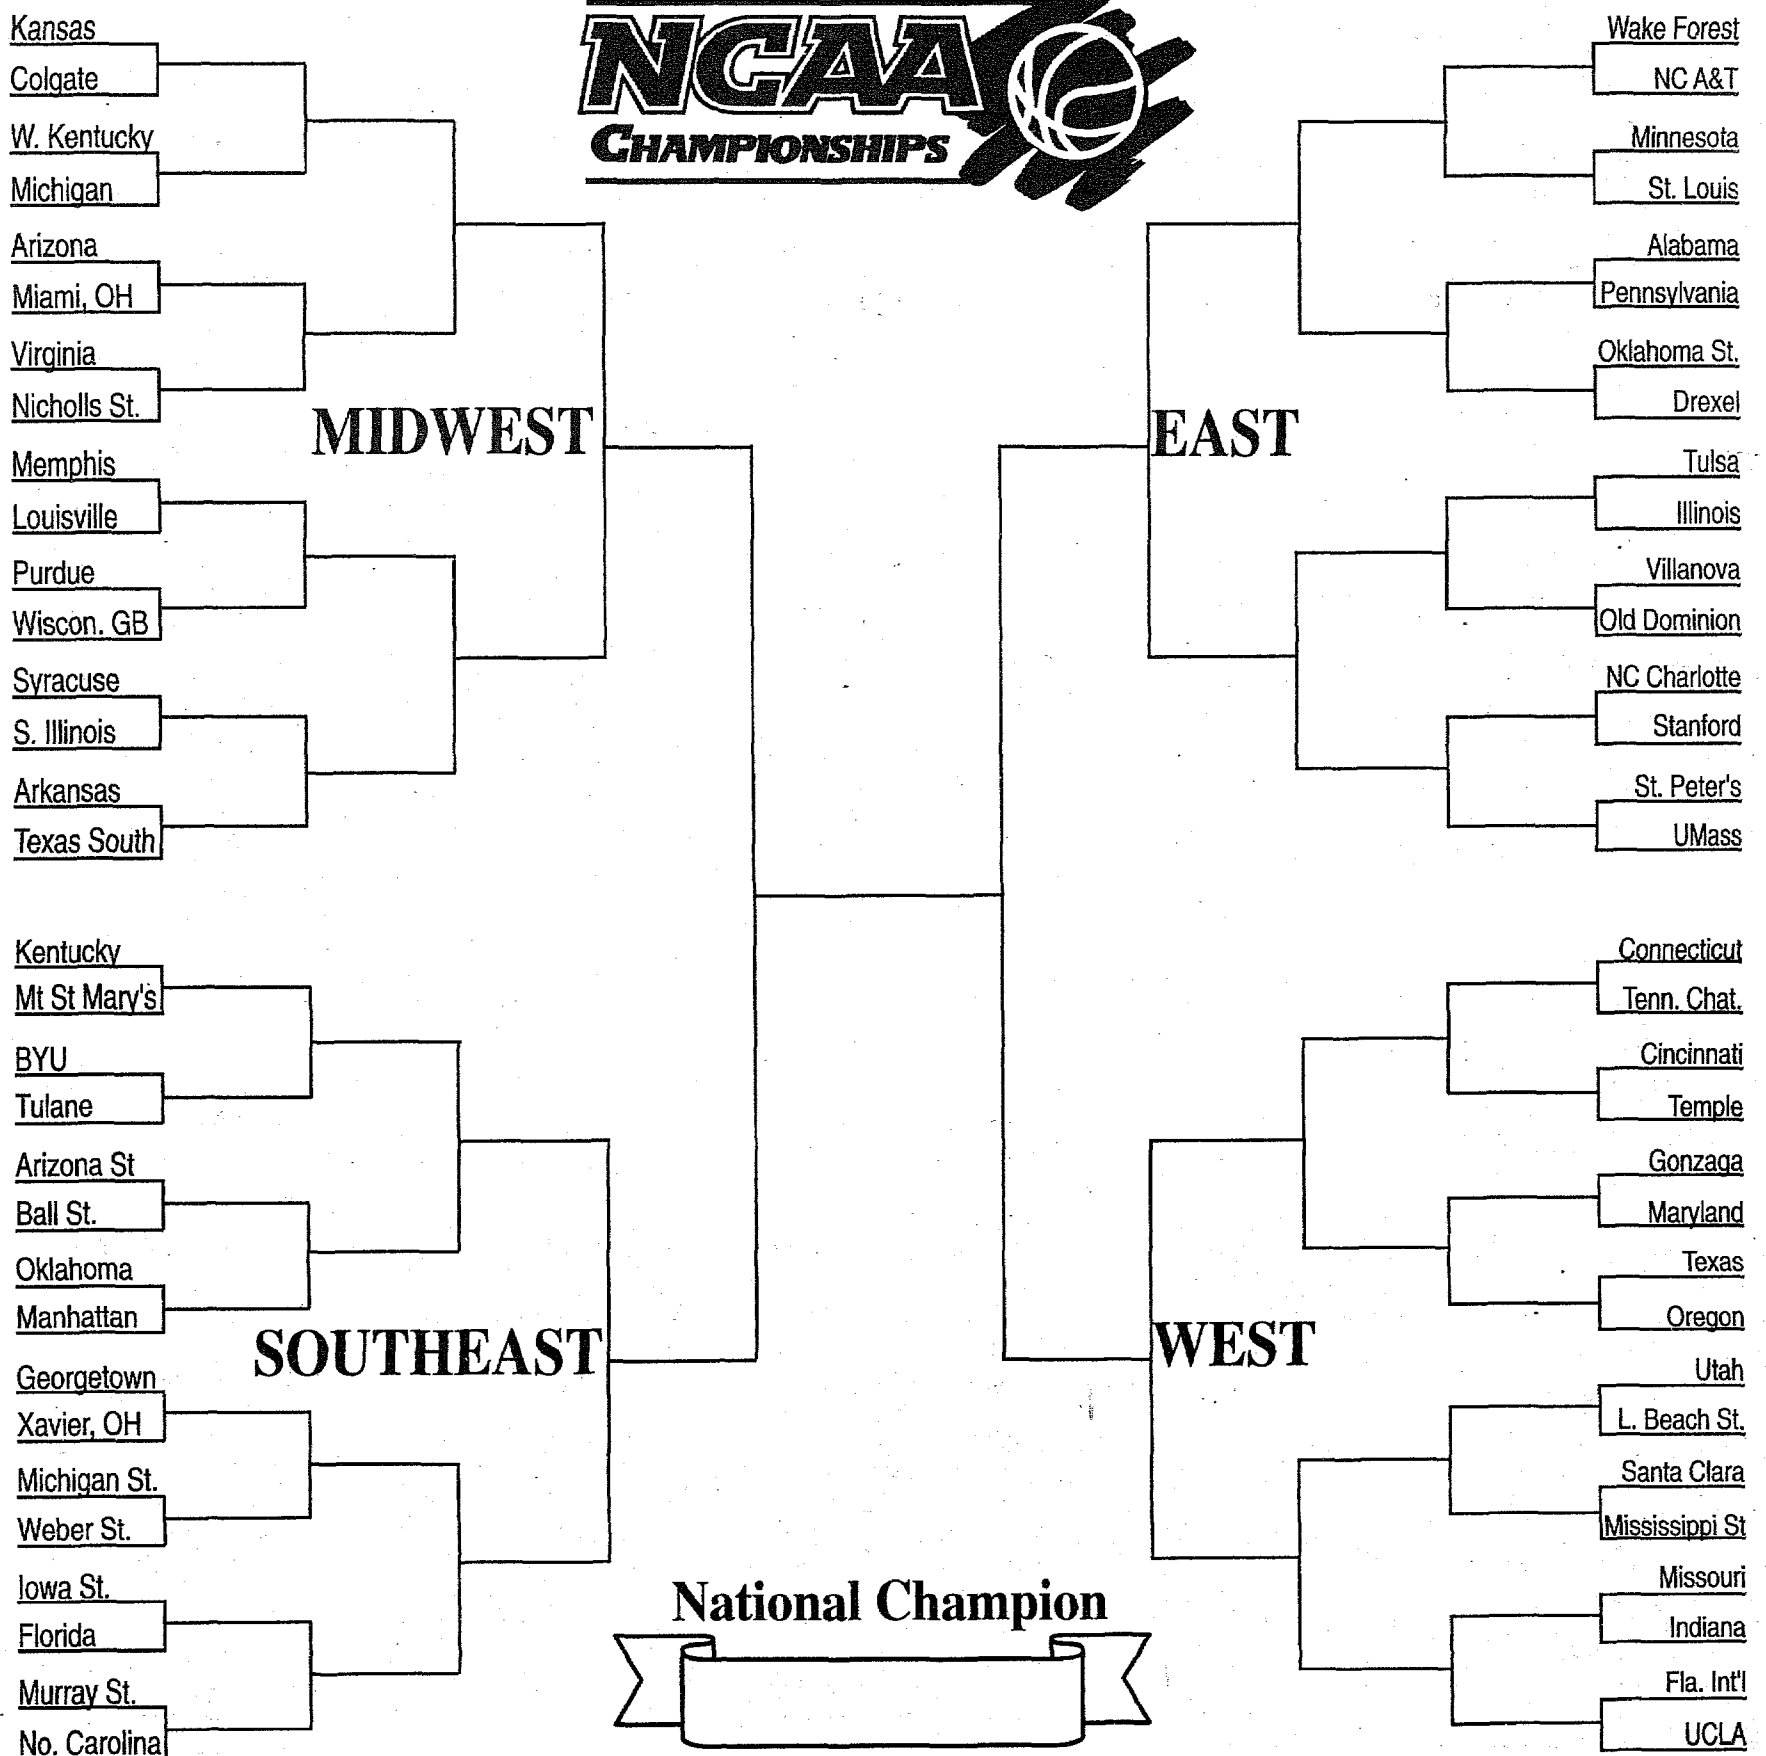 NCAA
CHAMPIONSHIPS
Kansas
Colgate
W. Kentucky
Michigan
Arizona
Miami, OH
Virginia
Nicholls St.
Memphis
Louisville
Purdue
Wiscon. GB
Syracuse
S. Illinois
Arkansas
Texas South
MIDWEST
Kentucky
Mt St Mary's
BYU
Tulane
Arizona St
Ball St.
Oklahoma
Manhattan
Georgetown
Xavier, OH
Michigan St.
Weber St.
Iowa St.
Florida
Murray St.
No. Carolina
SOUTHEAST
Wake Forest
NC A&T
Minnesota
St. Louis
Alabama
Pennsylvania
Oklahoma St.
Drexel
Tulsa
Illinois
Villanova
Old Dominion
NC Charlotte
Stanford
St. Peter's
UMass
EAST
Connecticut
Tenn. Chat.
Cincinnati
Temple
Gonzaga
Maryland
Texas
Oregon
Utah
L. Beach St.
Santa Clara
Mississippi St
Missouri
Indiana
Fla. Int'l
UCLA
WEST
National Champion